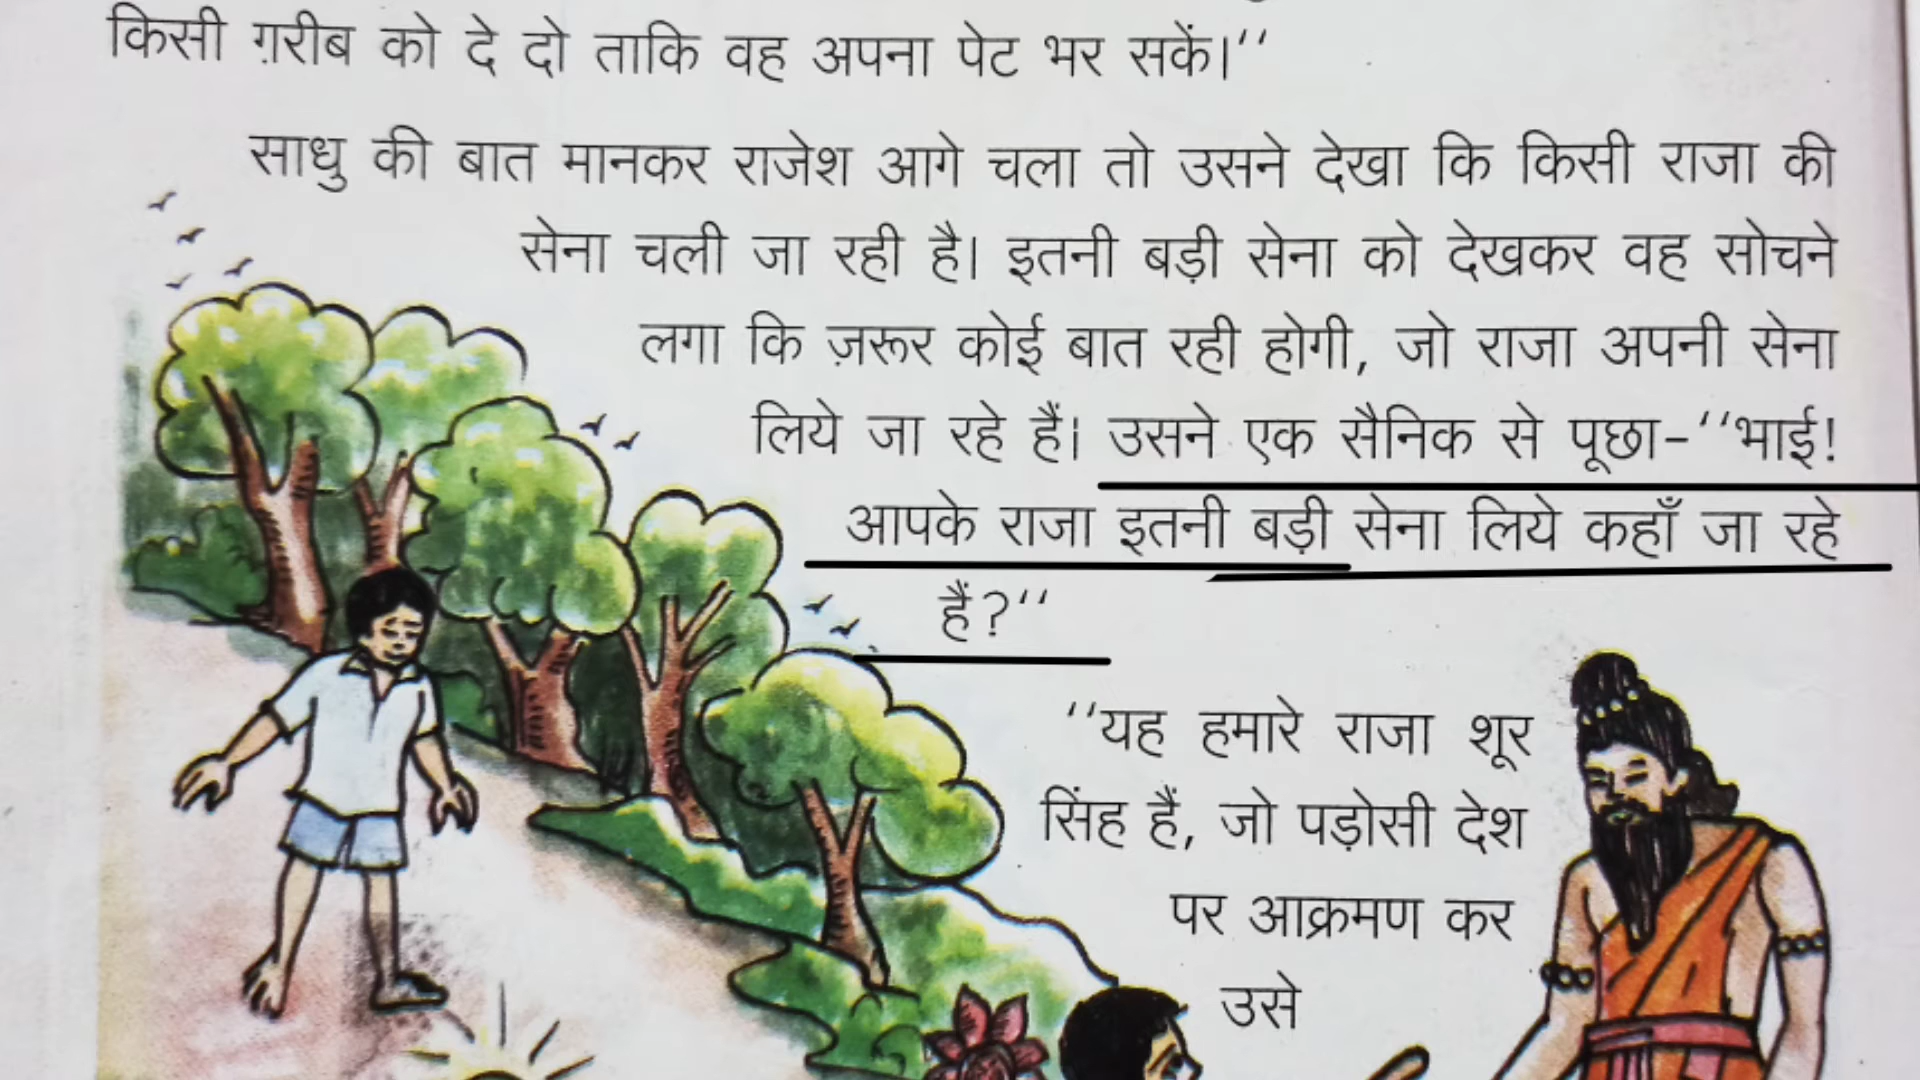 किसी ग़रीब को दे दो ताकि वह अपना पेट भर सकें।‘‘
साधु की बात मानकर राजेश आगे चला तो उसने देखा कि किसी राजा की
सेना चली जा रही है। इतनी बड़ी सेना को देखकर वह सोचने
लगा कि ज़रूर कोई बात रही होगी, जो राजा अपनी सेना
लिये जा रहे हैं। उसने एक सैनिक से पूछा-‘‘भाई!
आपके राजा इतनी बड़ी सेना लिये कहाँ जा रहे
हैं?‘‘
‘‘यह हमारे राजा शूर
सिंह हैं, जो पड़ोसी देश
पर आक्रमण कर
उसे